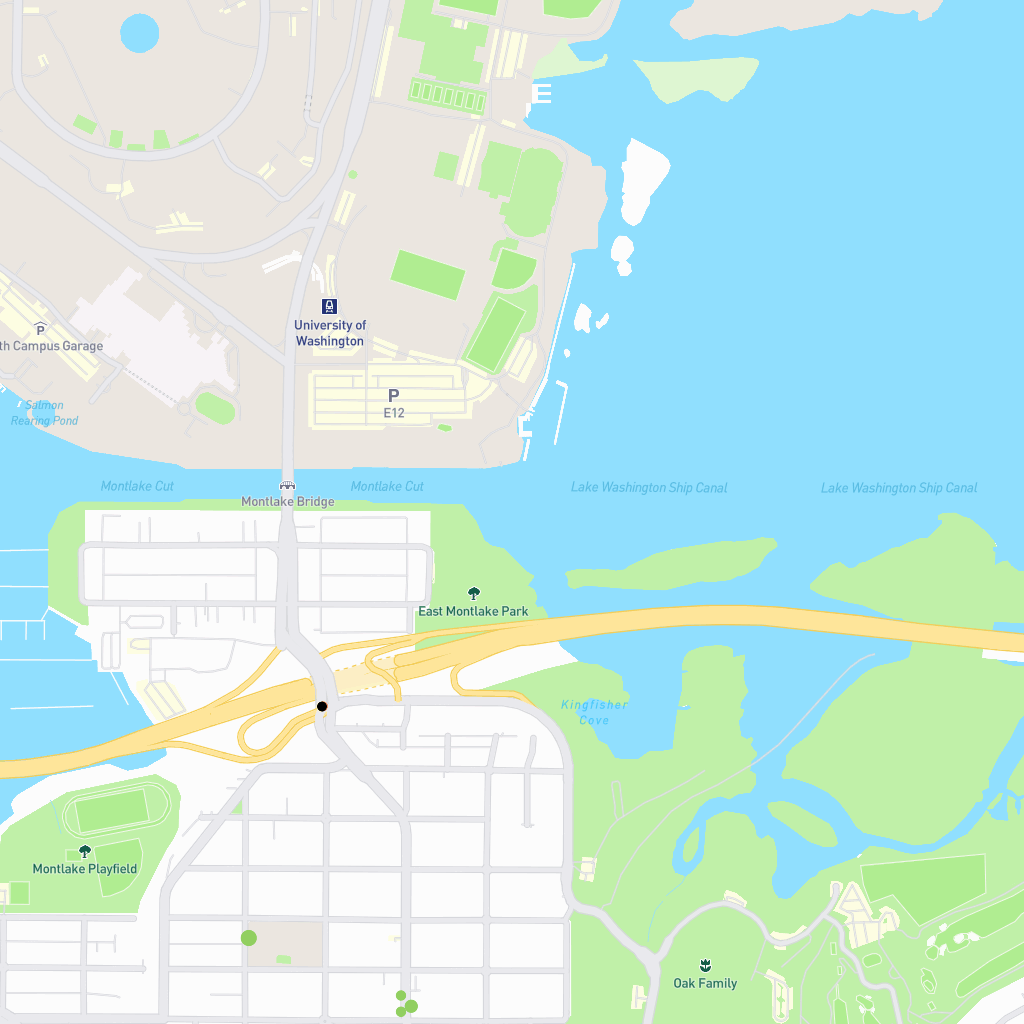 University of
Washington
P
th Campus Garage
P
E12
Salmon
Rearing Pond
Montlake Cut
Montlake Cut
Lake Washington Ship Canal
Lake Washington Ship Canal
Montlake Bridge
East Montlake Park
Kingfisher
Cove
Montlake Playfield
Oak Family